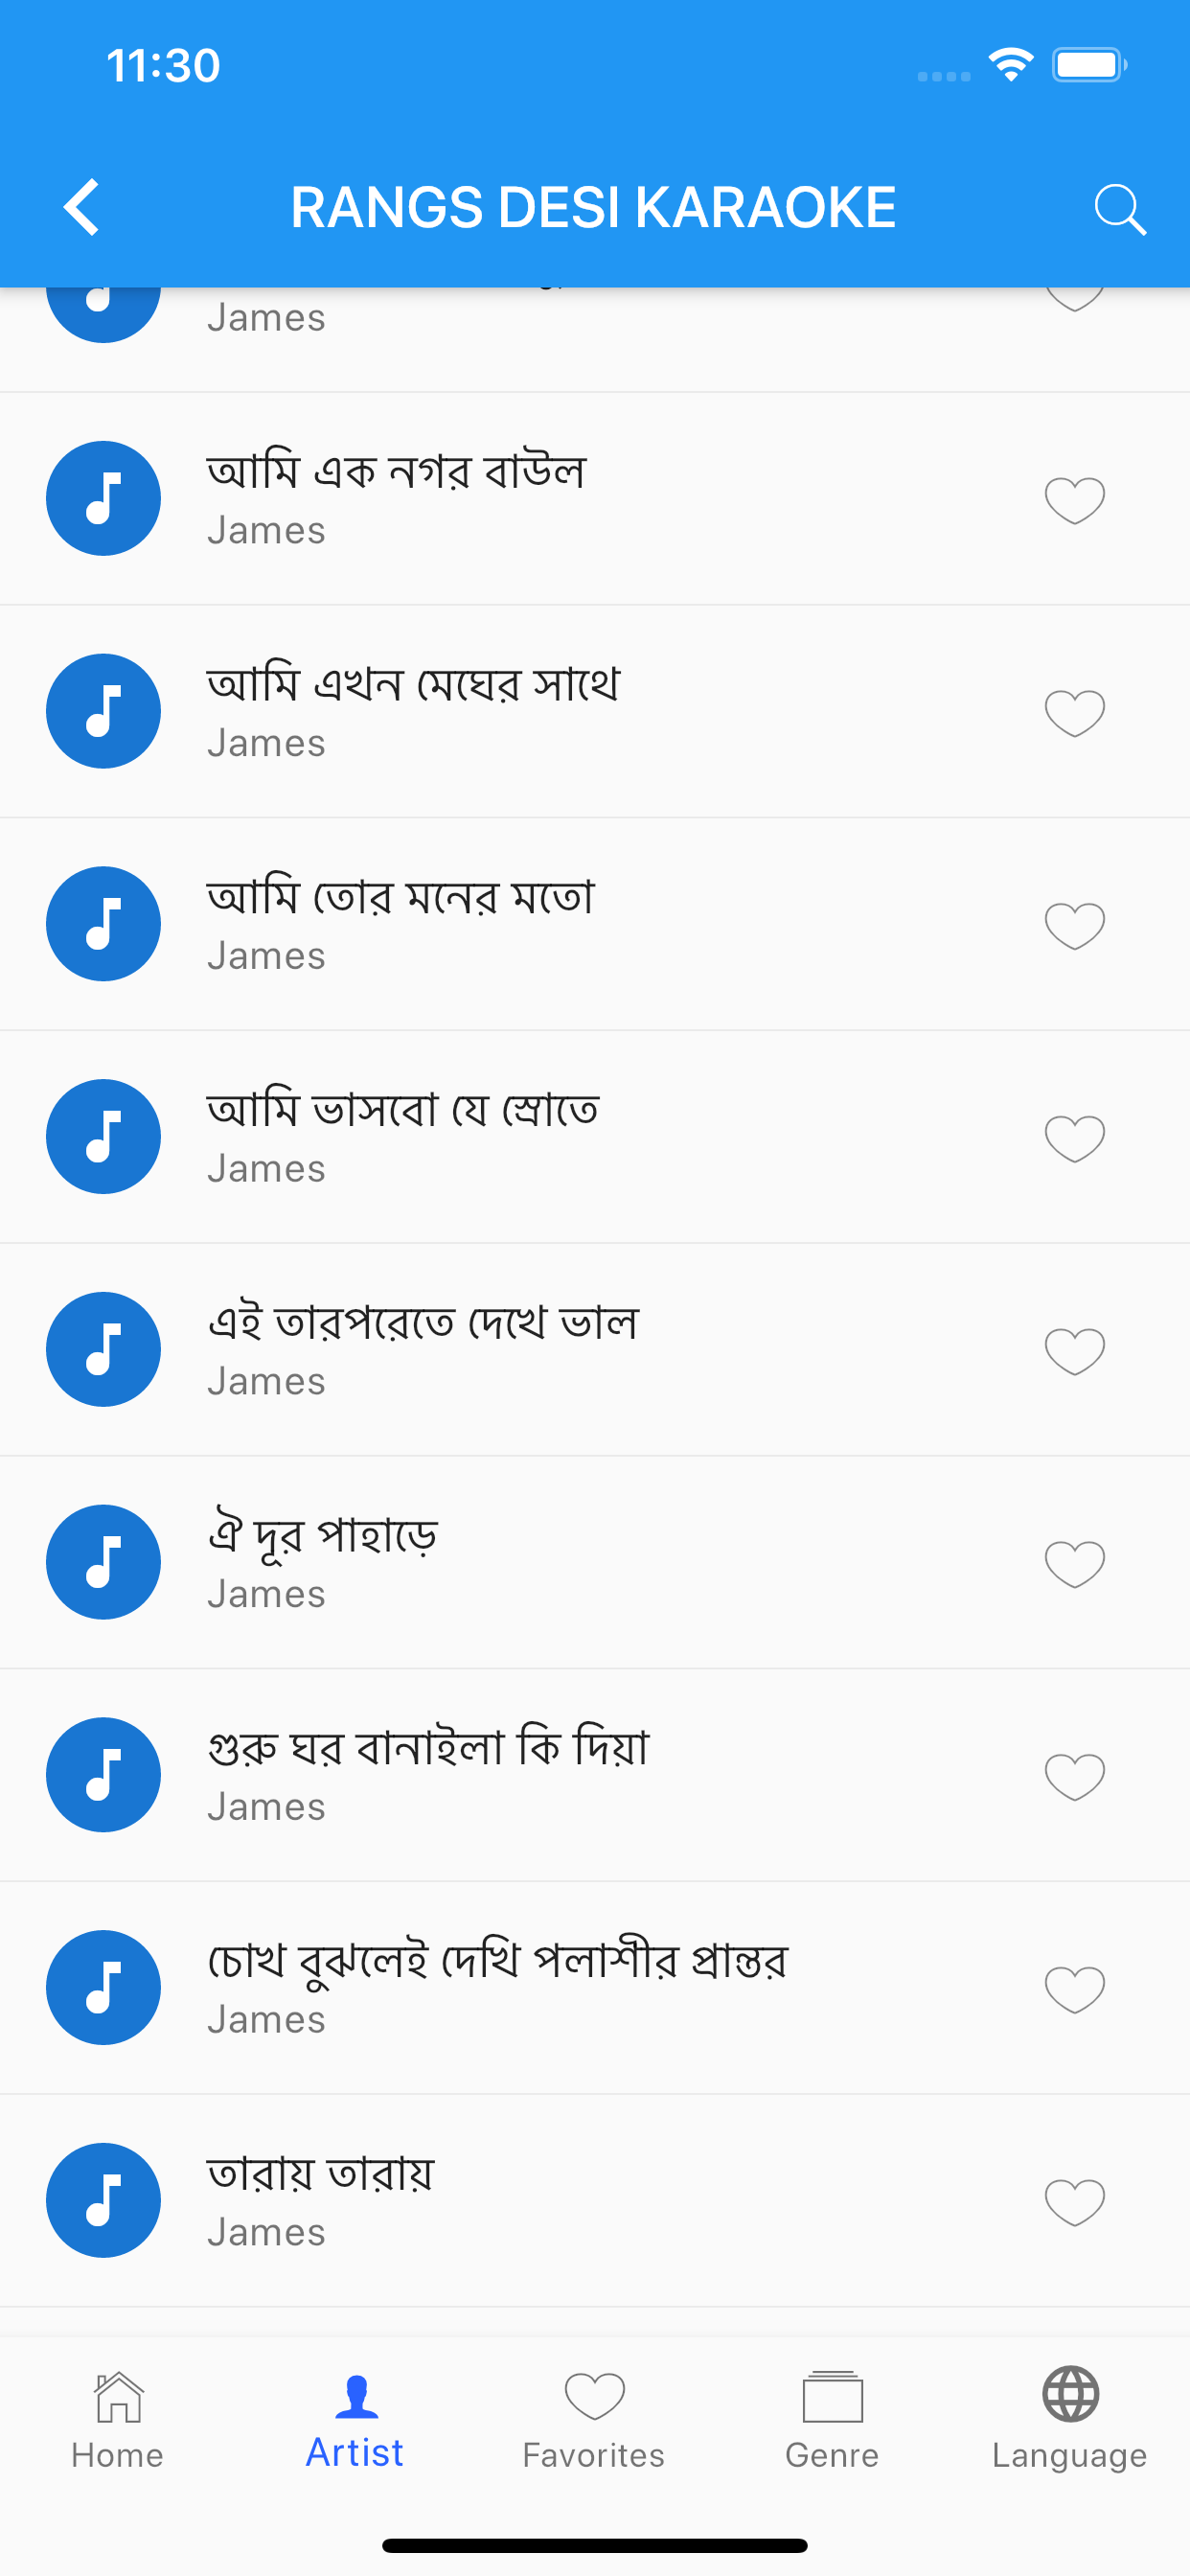 11:30
RANGS DESI KARAOKE
James
আমি এক নগর বাউল
James
আমি এখন মেঘের সাথে
James
আমি তোর মনের মতো
James
আমি ভাসবো যে স্রোতে
James
এই তারপরেতে দেখে ভাল
James
ঐ দূর পাহাড়ে
James
গুরু ঘর বানাইলা কি দিয়া
James
চোখ বুঝলেই দেখি পলাশীর প্রান্তর
James
তারায় তারায়
James
Home
Artist
Favorites
Genre
Language